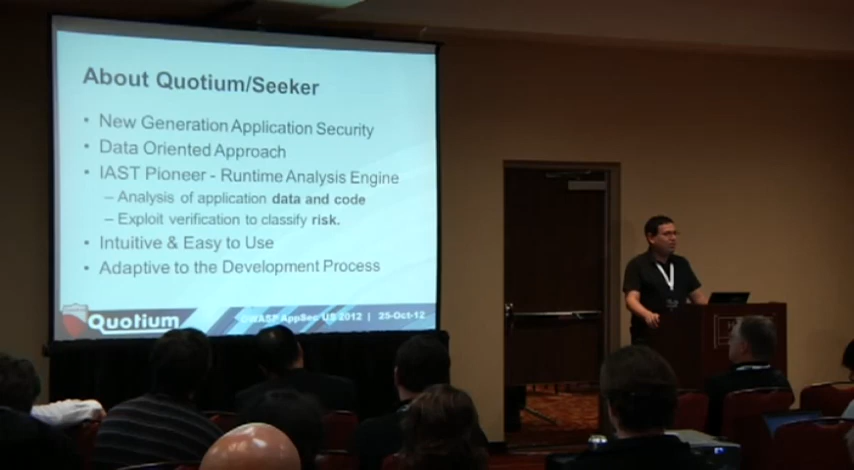 About Quotium/Seeker
• New Generation Application Security
• Data Oriented Approach
• IAST Pioneer - Runtime Analysis Engine
– Analysis of application data and code
– Exploit verification to classify risk.
• Intuitive & Easy to Use
• Adaptive to the Development Process
Quotium
OWASP AppSec US 2012 | 25-Oct-12